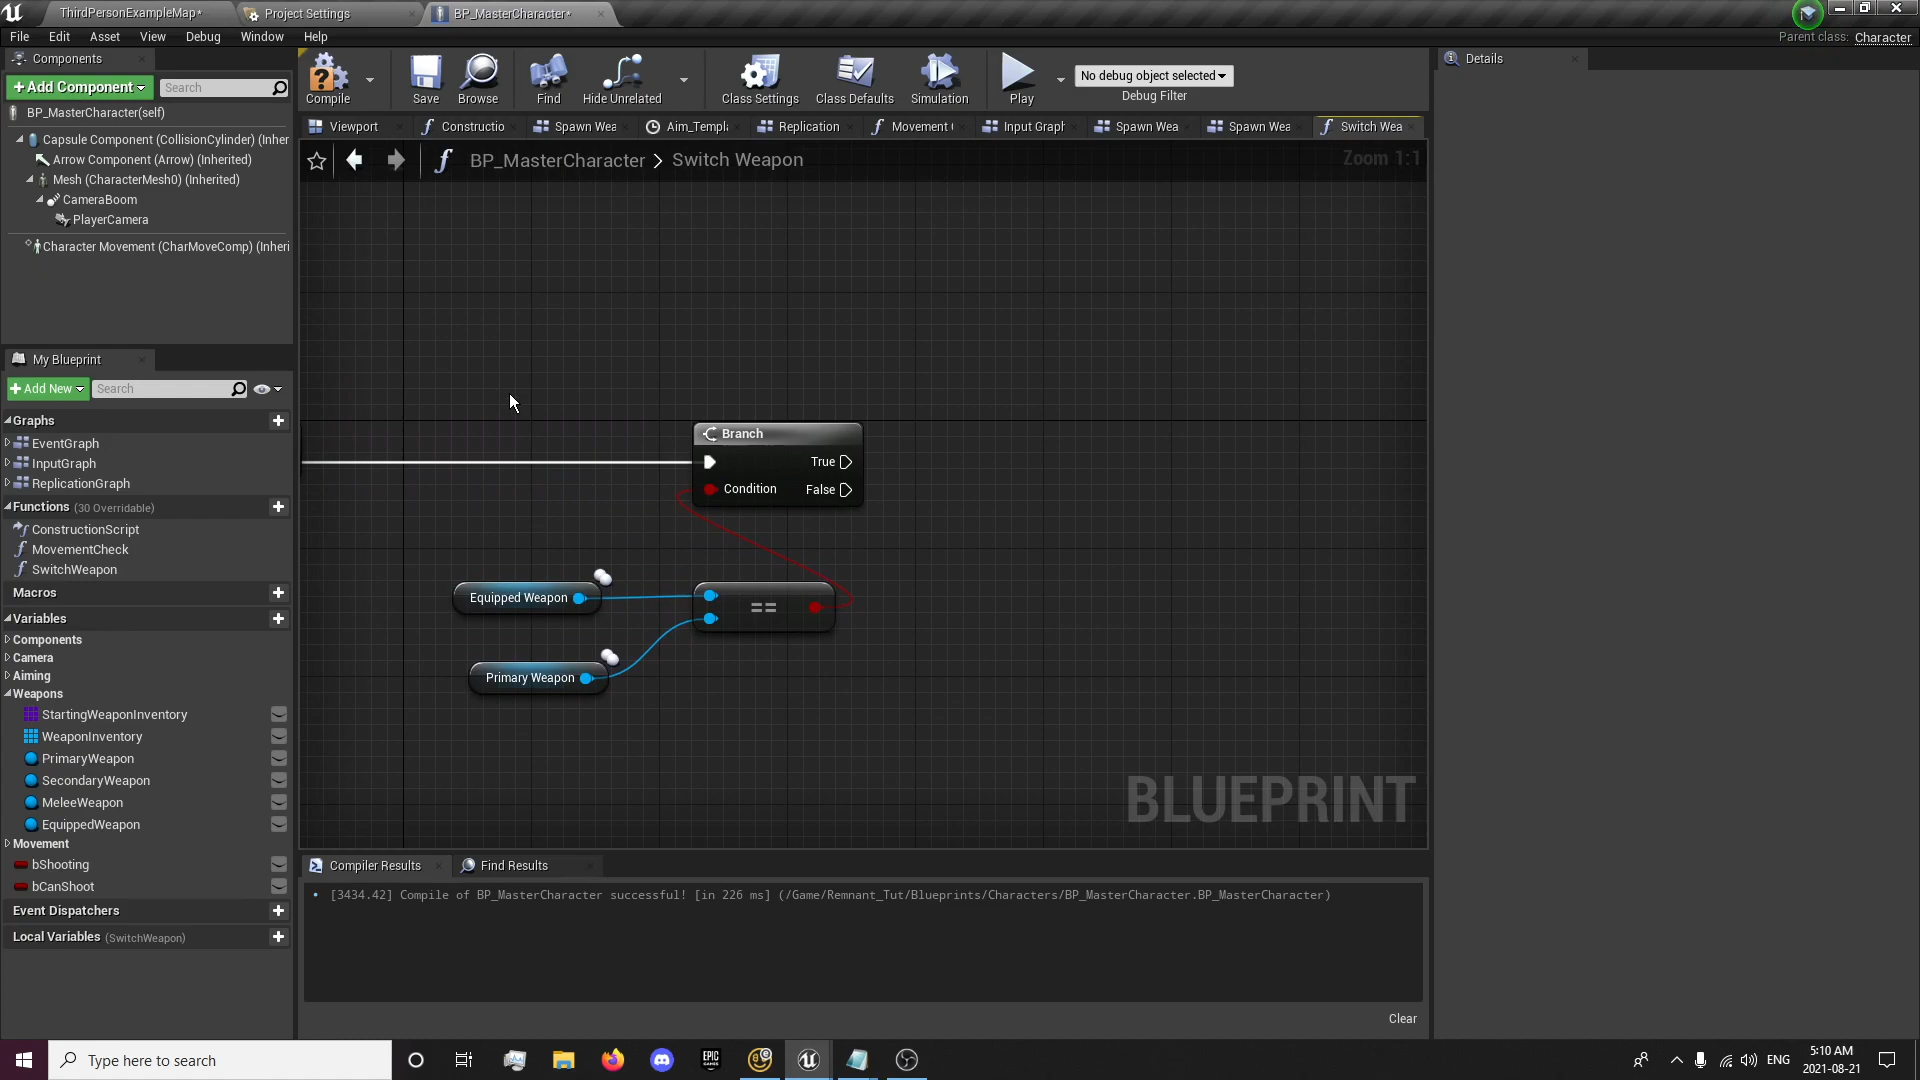 ThirdPersonExampleMap*
Project Settings
BP_MasterCharacter*
File Edit Asset View Debug Window Help
Parent class: Character
Components
Details
+ Add Component
Search
Compile
Save
Browse
Find
Hide Unrelated
Class Settings
Class Defaults
Simulation
Play
No debug object selected
Debug Filter
BP_MasterCharacter(self)
Viewport
Constructio
Spawn Wea
Aim_Templ
Replication
Movement
Input Graph
Spawn Wea
Spawn Wea
Switch Wea
Capsule Component (CollisionCylinder) (Inher
Arrow Component (Arrow) (Inherited)
Mesh (CharacterMesh0) (Inherited)
CameraBoom
PlayerCamera
Character Movement (CharMoveComp) (Inheri
BP_MasterCharacter > Switch Weapon
Zoom 1:1
My Blueprint
+ Add New
Search
Graphs
EventGraph
InputGraph
ReplicationGraph
Functions (30 Overridable)
ConstructionScript
MovementCheck
SwitchWeapon
Macros
Variables
Components
Camera
Aiming
Weapons
StartingWeaponInventory
WeaponInventory
PrimaryWeapon
SecondaryWeapon
MeleeWeapon
EquippedWeapon
Movement
bShooting
bCanShoot
Event Dispatchers
Local Variables (SwitchWeapon)
Branch
True
Condition
False
Equipped Weapon
==
Primary Weapon
BLUEPRINT
Compiler Results
Find Results
[3434.42] Compile of BP_MasterCharacter successful! [in 226 ms] (/Game/Remnant_Tut/Blueprints/Characters/BP_MasterCharacter.BP_MasterCharacter)
Clear
Type here to search
EPIC
ENG
5:10 AM
2021-08-21